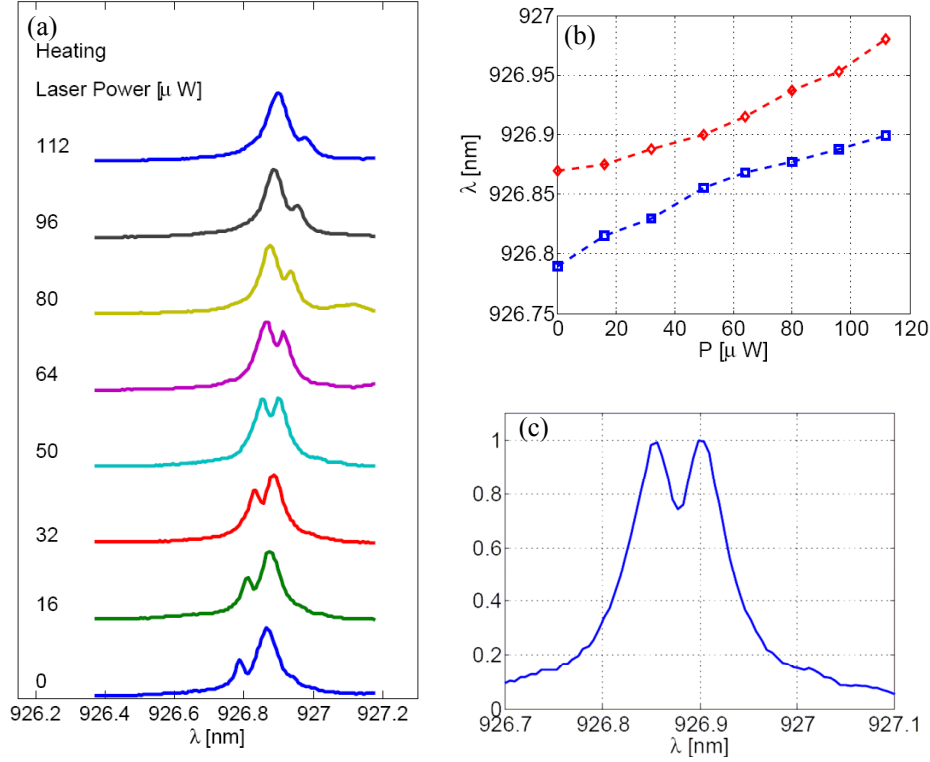 (a)
Heating
Laser Power [μ W]
112
96
80
64
50
32
16
0
926.2 926.4 926.6 926.8 927 927.2
λ [nm]
(b)
927
926.95
926.9
926.85
926.8
926.75
λ [nm]
0 20 40 60 80 100 120
P [μ W]
(c)
1
0.8
0.6
0.4
0.2
0
926.7 926.8 926.9 927 927.1
λ [nm]